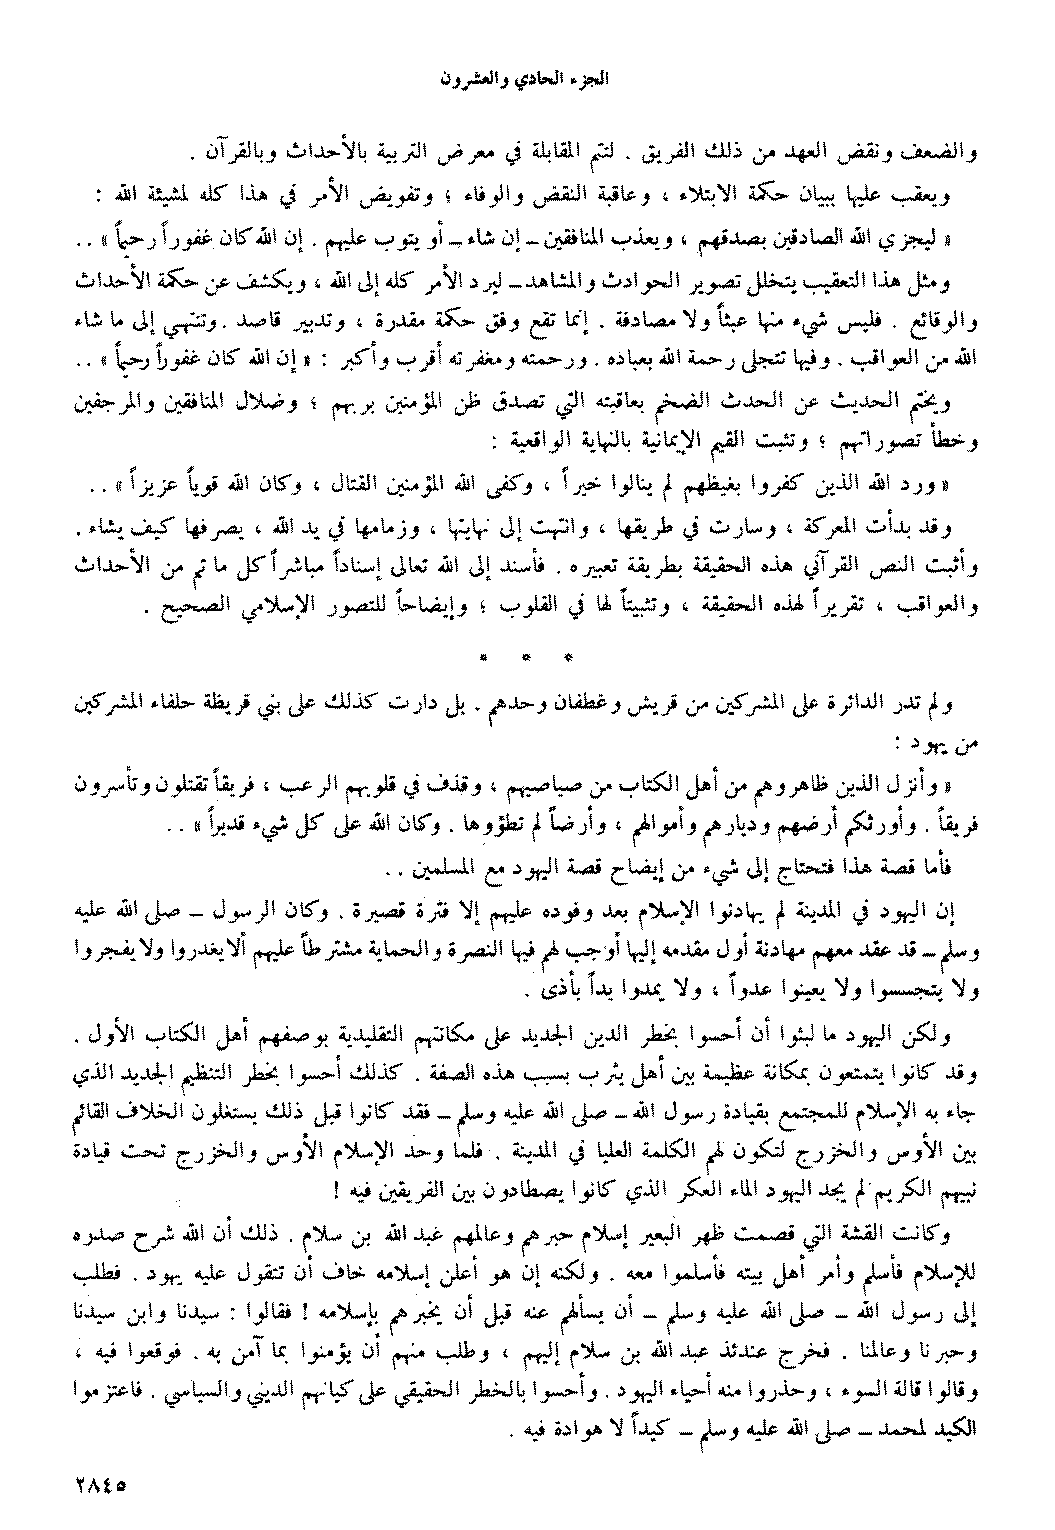 الجزء الحادي والعشرون
والضعف ونقض العهد من ذلك الفريق . لتتم المقابلة في معرض التربية بالأحداث وبالقرآن .
ويعقب عليها ببيان حكمة الابتلاء ، وعاقبة النقض والوفاء ؛ وتفويض الأمر في هذا كله لمشيئة الله :
« ليجزي الله الصادقين بصدقهم ، ويعذب المنافقين – إن شاء – أو يتوب عليهم . إن الله كان غفوراً رحيماً » ..
ومثل هذا التعقيب يتخلل تصوير الحوادث والمشاهد – ليرد الأمر كله إلى الله ، ويكشف عن حكمة الأحداث
والوقائع . فليس شيء منها عبثاً ولا مصادفة . إنما تقع وفق حكمة مقدرة ، وتدبير قاصد . وتنتهي إلى ما شاء
الله من العواقب . وفيها تتجلى رحمة الله بعباده . ورحمته ومغفرته أقرب وأكبر : « إن الله كان غفوراً رحيماً » ..
ويختم الحديث عن الحدث الضخم بعاقبته التي تصدق ظن المؤمنين بربهم ؛ وضلال المنافقين والمرجفين
وخطأ تصوراتهم ؛ وتثبت القيم الإيمانية بالنهاية الواقعية :
« ورد الله الذين كفروا بغيظهم لم ينالوا خيراً ، وكفى الله المؤمنين القتال ، وكان الله قوياً عزيزاً » ..
وقد بدأت المعركة ، وسارت في طريقها ، وانتهت إلى نهايتها ، وزمامها في يد الله ، يصرفها كيف يشاء .
وأثبت النص القرآني هذه الحقيقة بطريقة تعبيره . فأسند إلى الله تعالى إسناداً مباشراً كل ما تم من الأحداث
والعواقب ، تقريراً لهذه الحقيقة ، وتثبيتاً لها في القلوب ؛ وإيضاحاً للتصور الإسلامي الصحيح .
* * *
ولم تدر الدائرة على المشركين من قريش وغطفان وحدهم . بل دارت كذلك على بني قريظة حلفاء المشركين
من يهود :
« وأنزل الذين ظاهروهم من أهل الكتاب من صياصيهم ، وقذف في قلوبهم الرعب ، فريقاً تقتلون وتأسرون
فريقاً . وأورثكم أرضهم وديارهم وأموالهم ، وأرضاً لم تطؤوها . وكان الله على كل شيء قديراً » ..
فأما قصة هذا فتحتاج إلى شيء من إيضاح قصة اليهود مع المسلمين ..
إن اليهود في المدينة لم يهادنوا الإسلام بعد وفوده عليهم إلا فترة قصيرة . وكان الرسول – صلى الله عليه
وسلم – قد عقد معهم مهادنة أول مقدمه إليها أوجب لهم فيها النصرة والحماية مشترطاً عليهم ألا يغدروا ولا يفجروا
ولا يتجسسوا ولا يعينوا عدواً ، ولا يمدوا يداً بأذى .
ولكن اليهود ما لبثوا أن أحسوا بخطر الدين الجديد على مكانتهم التقليدية بوصفهم أهل الكتاب الأول .
وقد كانوا يتمتعون بمكانة عظيمة بين أهل يثرب بسبب هذه الصفة . كذلك أحسوا بخطر التنظيم الجديد الذي
جاء به الإسلام للمجتمع بقيادة رسول الله – صلى الله عليه وسلم – فقد كانوا قبل ذلك يستغلون الخلاف القائم
بين الأوس والخزرج لتكون لهم الكلمة العليا في المدينة . فلما وحد الإسلام الأوس والخزرج تحت قيادة
نبيهم الكريم لم يجد اليهود الماء العكر الذي كانوا يصطادون بين الفريقين فيه !
وكانت القشة التي قصمت ظهر البعير إسلام حبرهم وعالمهم عبد الله بن سلام . ذلك أن الله شرح صدره
للإسلام فأسلم وأمر أهل بيته فأسلموا معه . ولكنه إن هو أعلن إسلامه خاف أن تتقول عليه يهود . فطلب
إلى رسول الله – صلى الله عليه وسلم – أن يسألهم عنه قبل أن يخبرهم بإسلامه ! فقالوا : سيدنا وابن سيدنا
وحبرنا وعالمنا . فخرج عندئذ عبد الله بن سلام إليهم ، وطلب منهم أن يؤمنوا بما آمن به . فوقعوا فيه ،
وقالوا قالة السوء ، وحذروا منه أحياء اليهود . وأحسوا بالخطر الحقيقي على كيانهم الديني والسياسي . فاعتزموا
الكيد لمحمد – صلى الله عليه وسلم – كيداً لا هوادة فيه .
٢٨٤٥